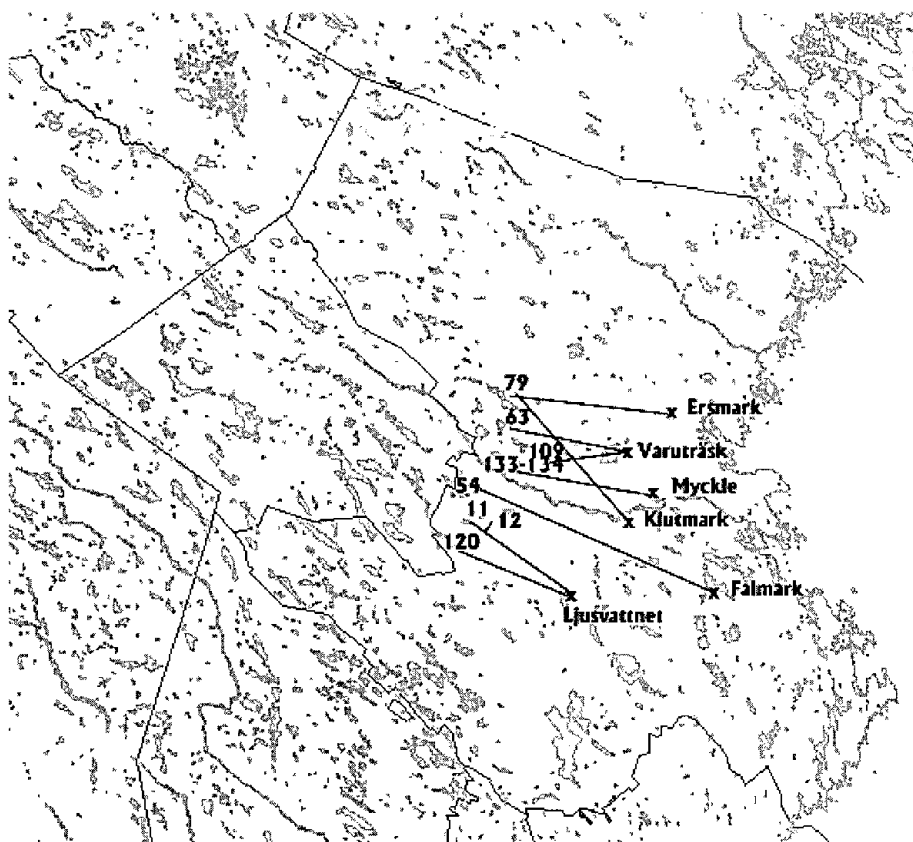 79
Ersmark
63
109
Varuträsk
133-134
Myckle
54
11
12
Klutmark
120
Falmark
Ljusvattnet